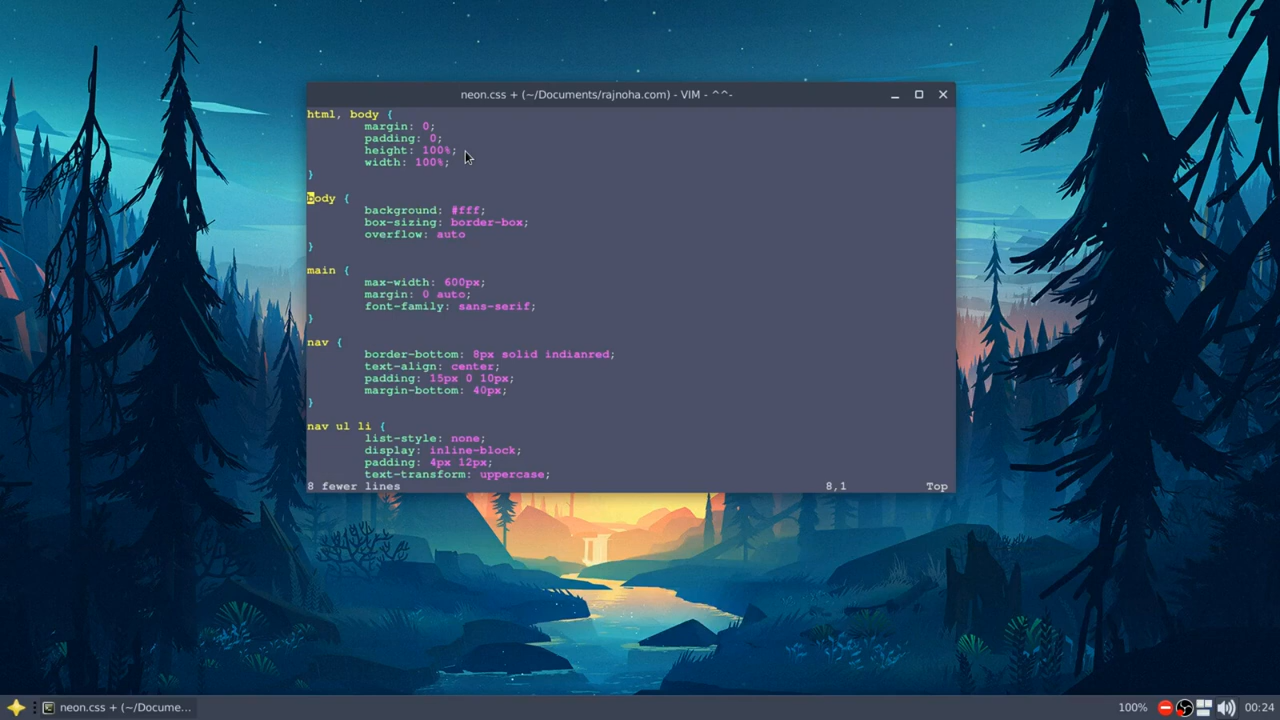 neon.css + (~/Documents/rajnoha.com) - VIM - ^^-
html, body {
margin: 0;
padding: 0;
height: 100%;
width: 100%;
}
body {
background: #fff;
box-sizing: border-box;
overflow: auto
}
main {
max-width: 600px;
margin: 0 auto;
font-family: sans-serif;
}
nav {
border-bottom: 8px solid indianred;
text-align: center;
padding: 15px 0 10px;
margin-bottom: 40px;
}
nav ul li {
list-style: none;
display: inline-block;
padding: 4px 12px;
text-transform: uppercase;
8 fewer lines 8,1 Top
neon.css + (~/Docume... 100% 00:24